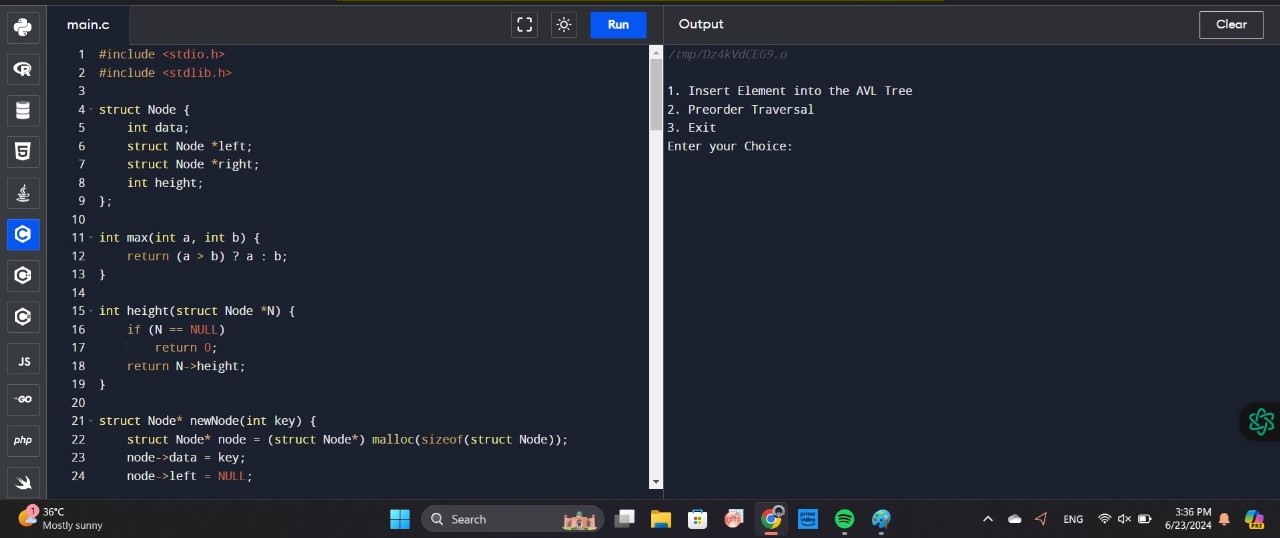 main.c
Run
1 #include <stdio.h>
2 #include <stdlib.h>
3
4 struct Node {
5 int data;
6 struct Node *left;
7 struct Node *right;
8 int height;
9 };
10
11 int max(int a, int b) {
12 return (a > b) ? a : b;
13 }
14
15 int height(struct Node *N) {
16 if (N == NULL)
17 return 0;
18 return N->height;
19 }
20
21 struct Node* newNode(int key) {
22 struct Node* node = (struct Node*) malloc(sizeof(struct Node));
23 node->data = key;
24 node->left = NULL;
Output
Clear
/tmp/Dz4kVdCEG9.o
1. Insert Element into the AVL Tree
2. Preorder Traversal
3. Exit
Enter your Choice:
R
5
C
JS
GO
php
1
36°C
Mostly sunny
Search
prime video
ENG
3:36 PM
6/23/2024
PRE